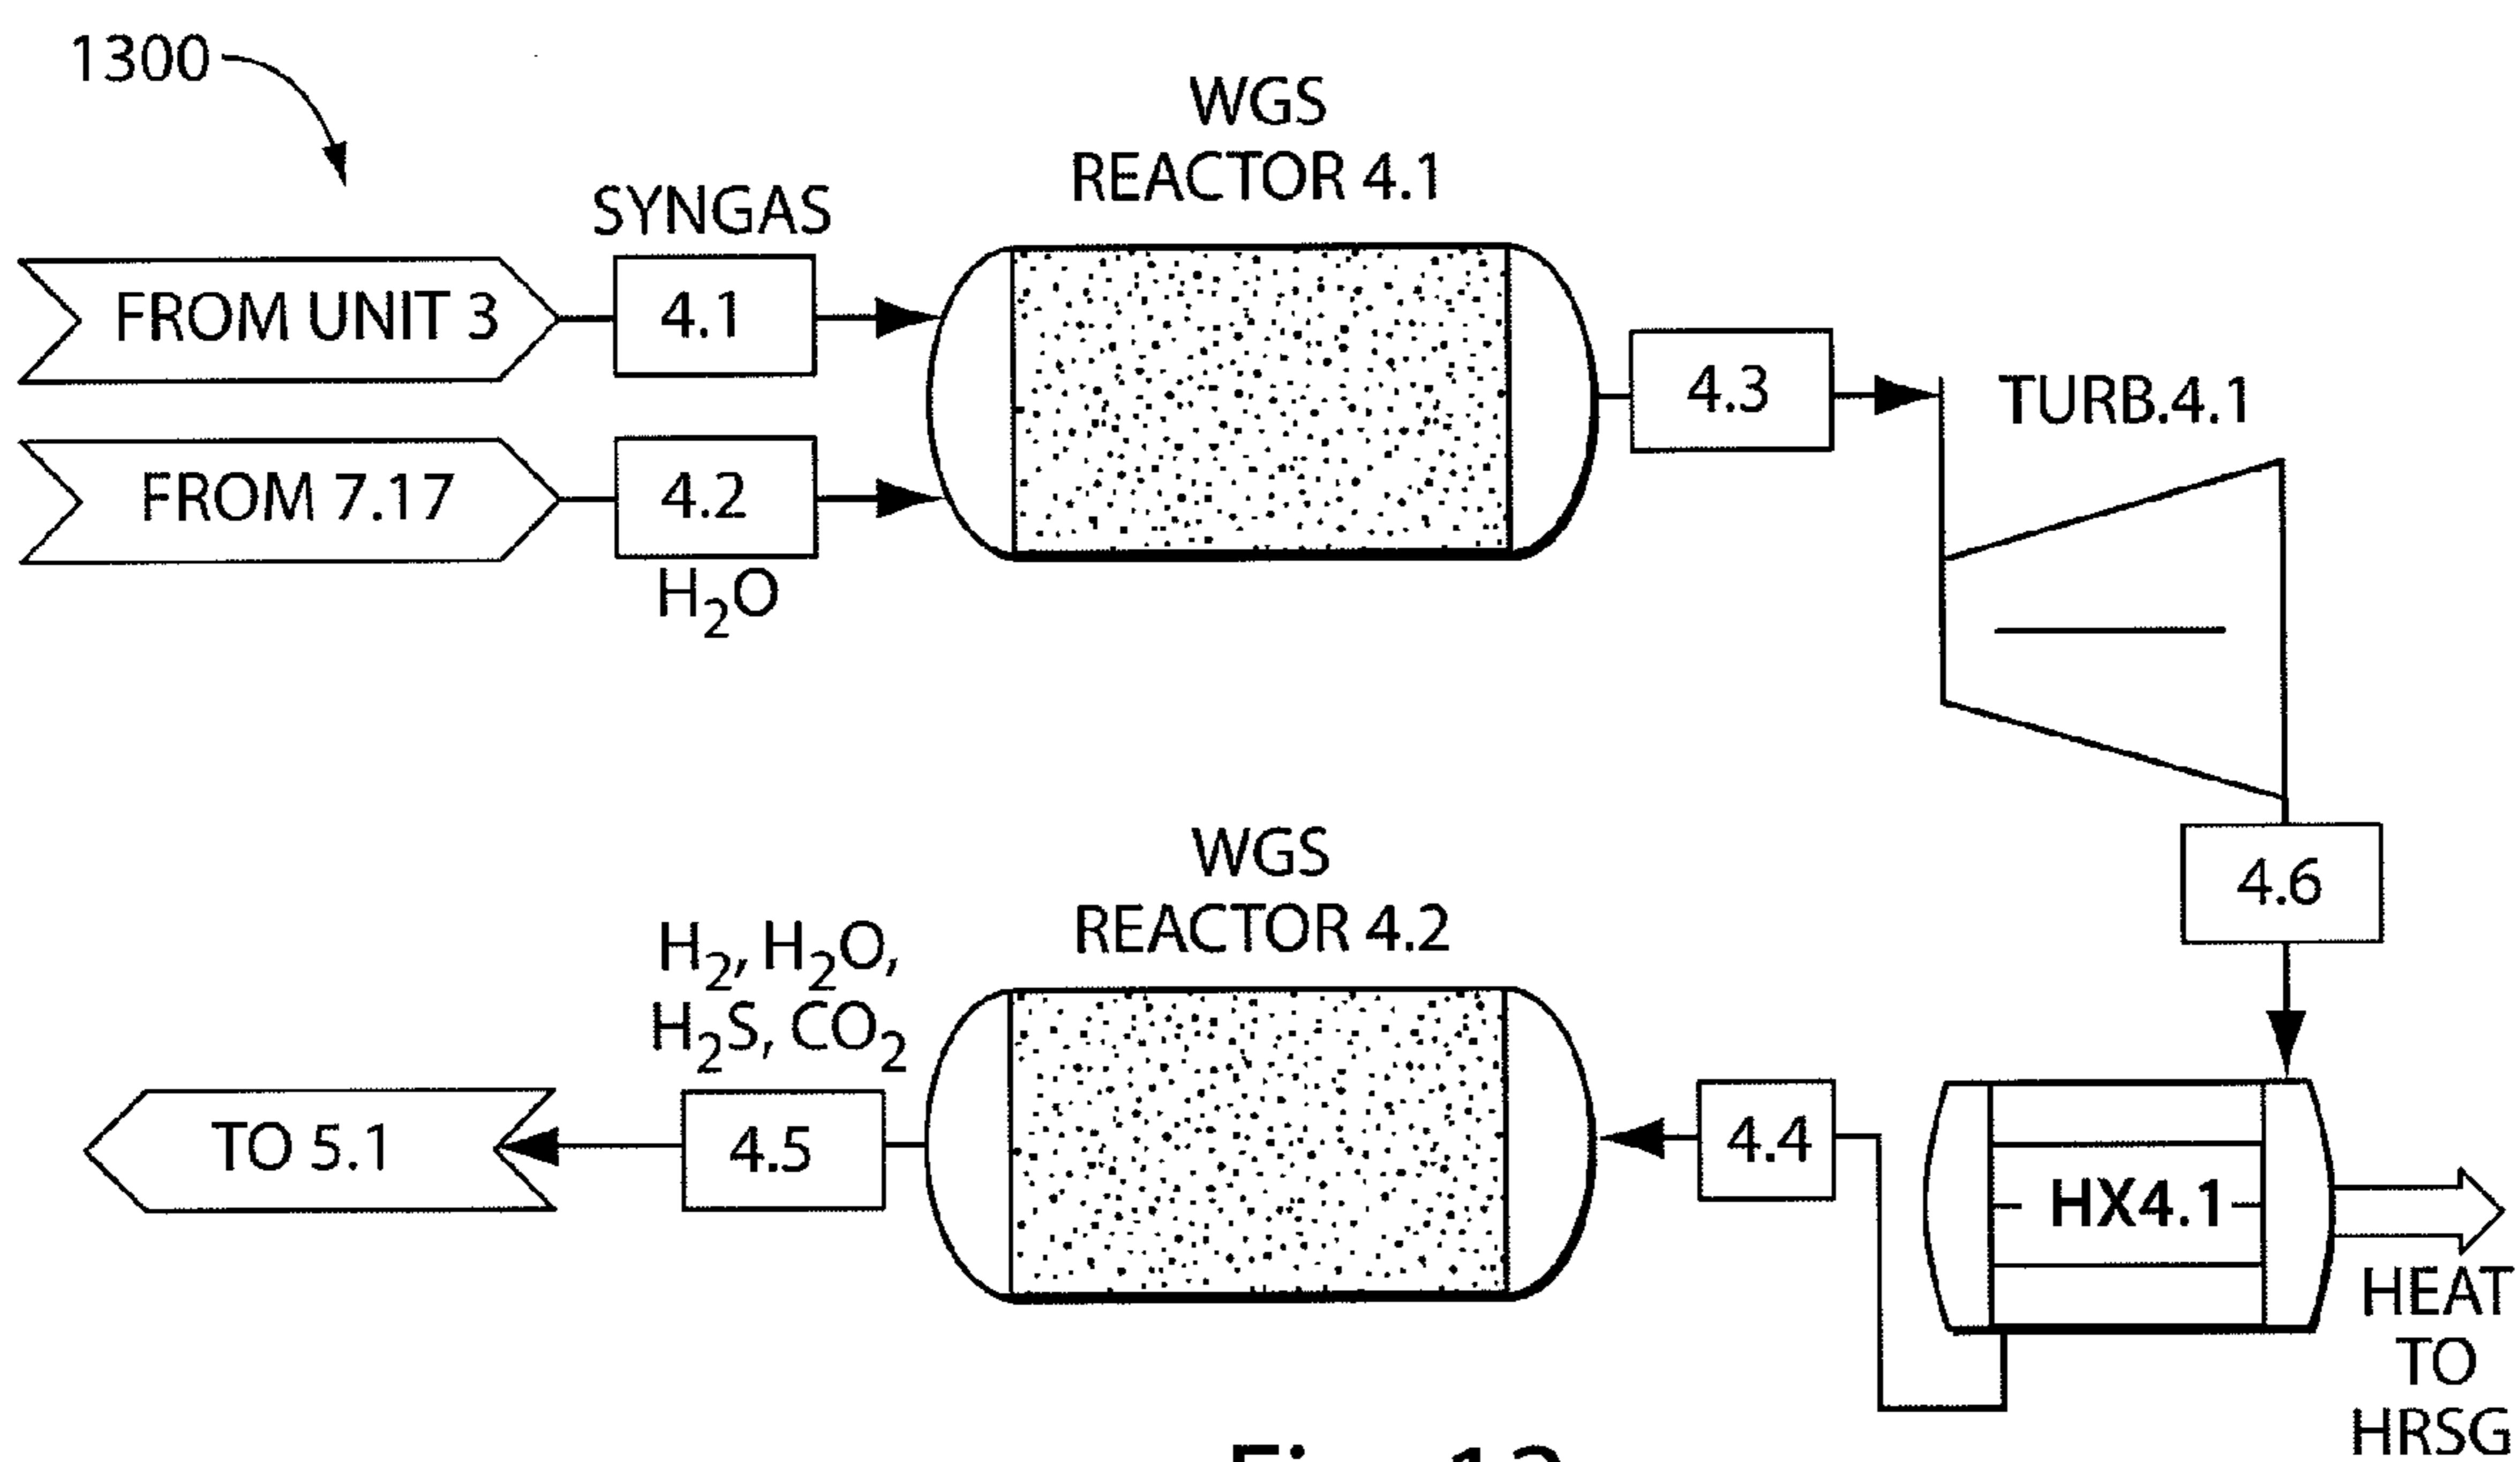 1300
WGS
REACTOR 4.1
SYNGAS
FROM UNIT 3
4.1
4.3
TURB.4.1
FROM 7.17
4.2
H₂O
4.6
WGS
REACTOR 4.2
H₂, H₂O,
H₂S, CO₂
TO 5.1
4.5
4.4
HX4.1
HEAT
TO
HRSG